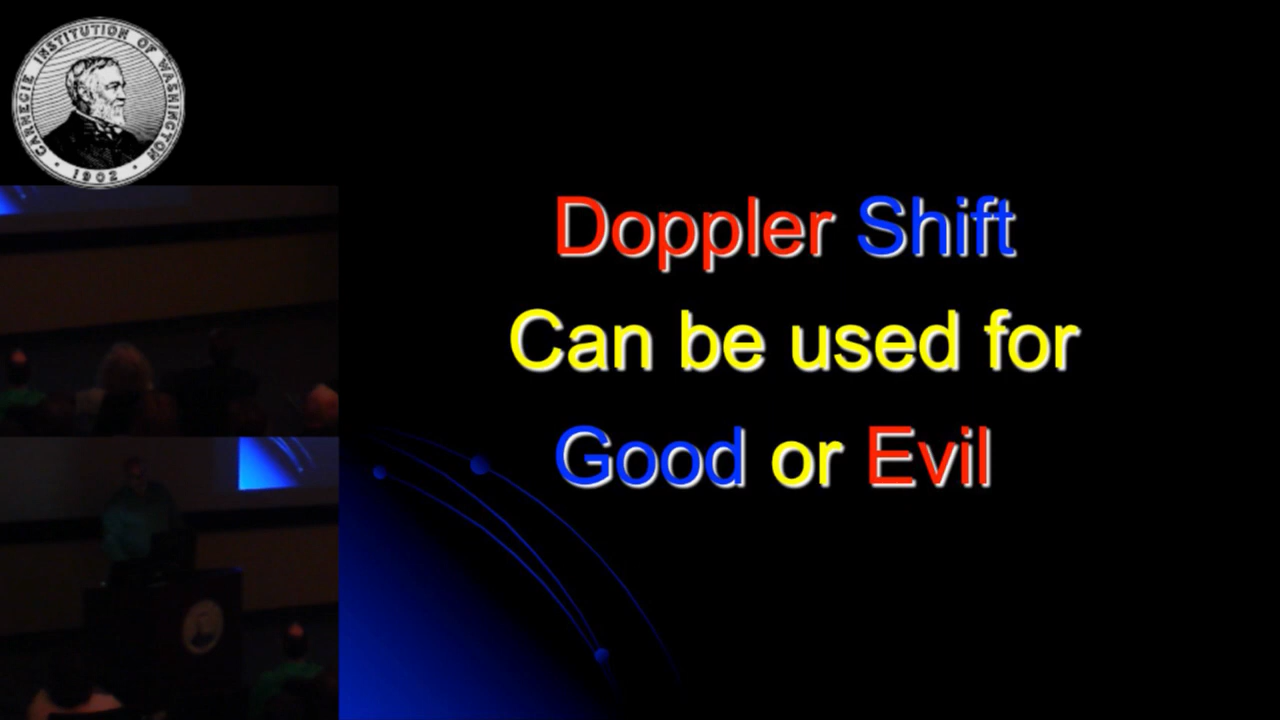 CARNEGIE INSTITUTION OF WASHINGTON
· 1902 ·
Doppler Shift
Can be used for
Good or Evil